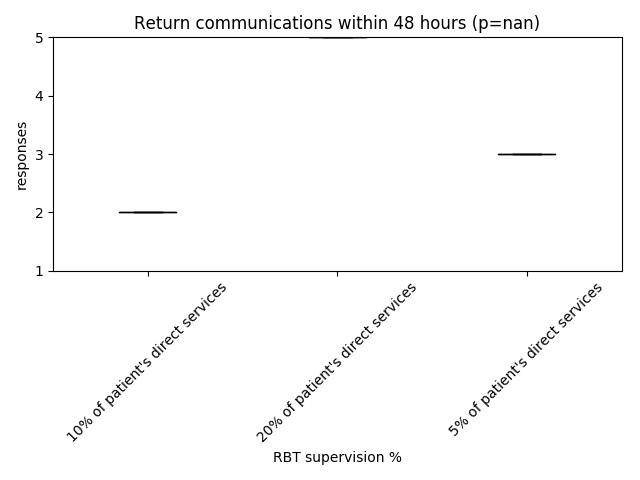 Return communications within 48 hours (p=nan)
5
4
3
2
1
responses
10% of patient's direct services
20% of patient's direct services
5% of patient's direct services
RBT supervision %